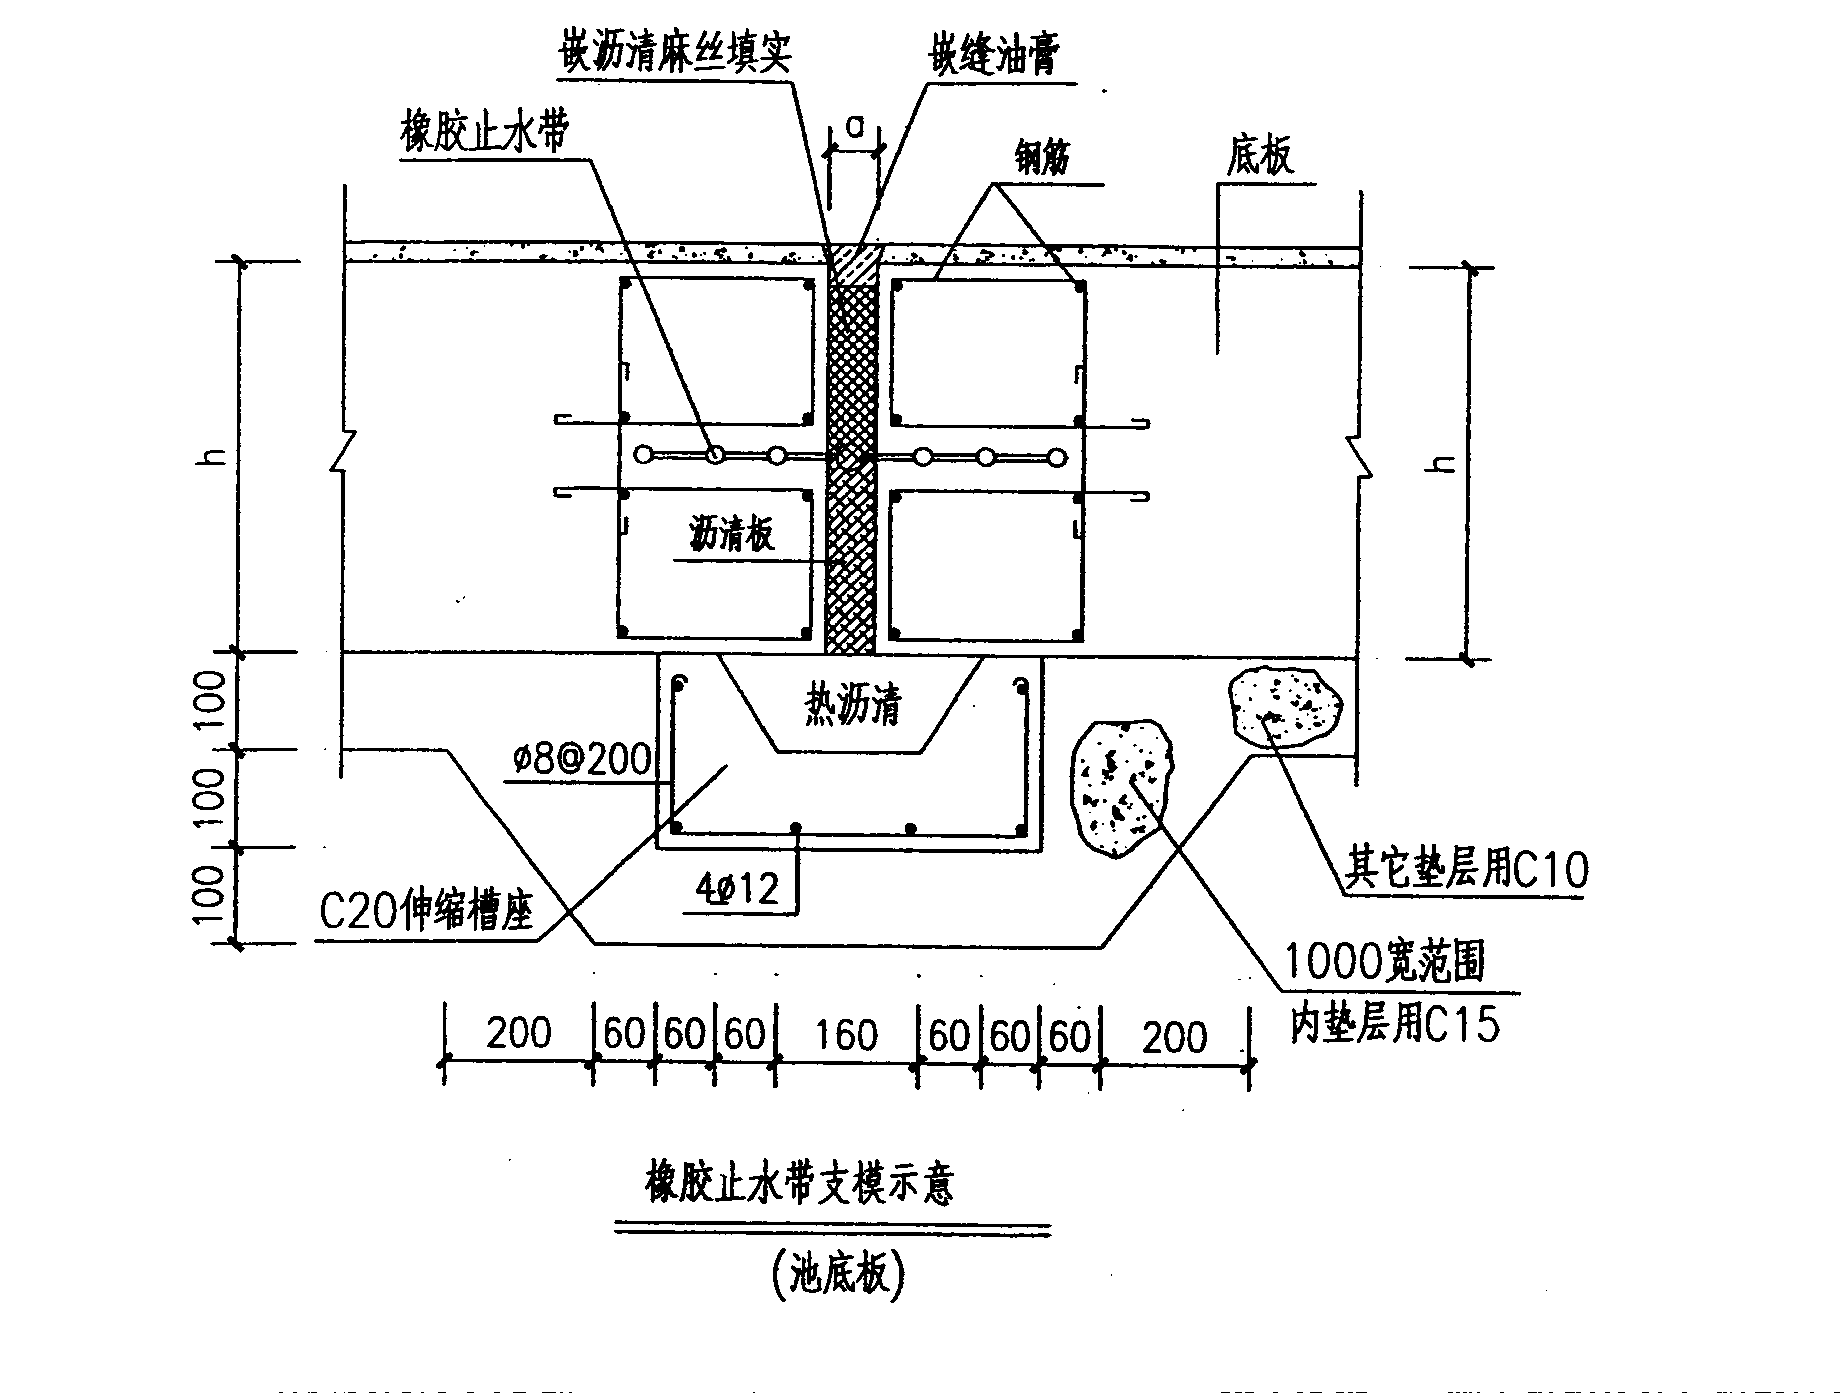 嵌沥清麻丝填实
嵌缝油膏
橡胶止水带
a
钢筋
底板
h
h
沥清板
热沥清
100
100
100
ø8@200
4ø12
C20伸缩槽座
其它垫层用C10
1000宽范围
内垫层用C15
200 60 60 60 160 60 60 60 200
橡胶止水带支模示意
(池底板)